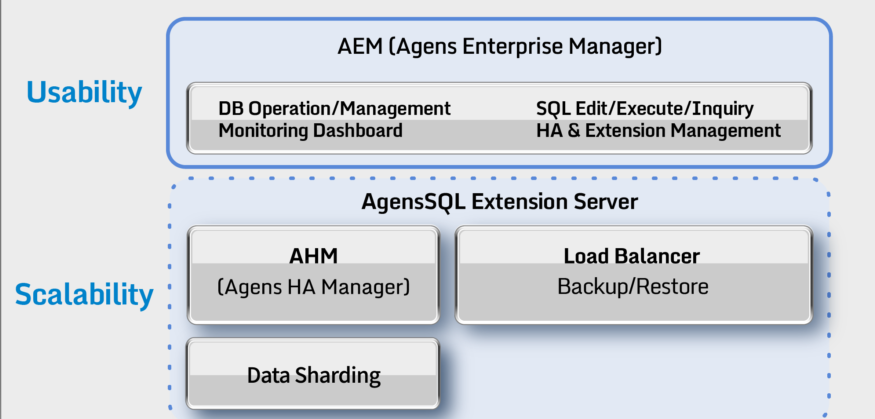 Usability
AEM (Agens Enterprise Manager)
DB Operation/Management
Monitoring Dashboard
SQL Edit/Execute/Inquiry
HA & Extension Management
Scalability
AgensSQL Extension Server
AHM
(Agens HA Manager)
Load Balancer
Backup/Restore
Data Sharding